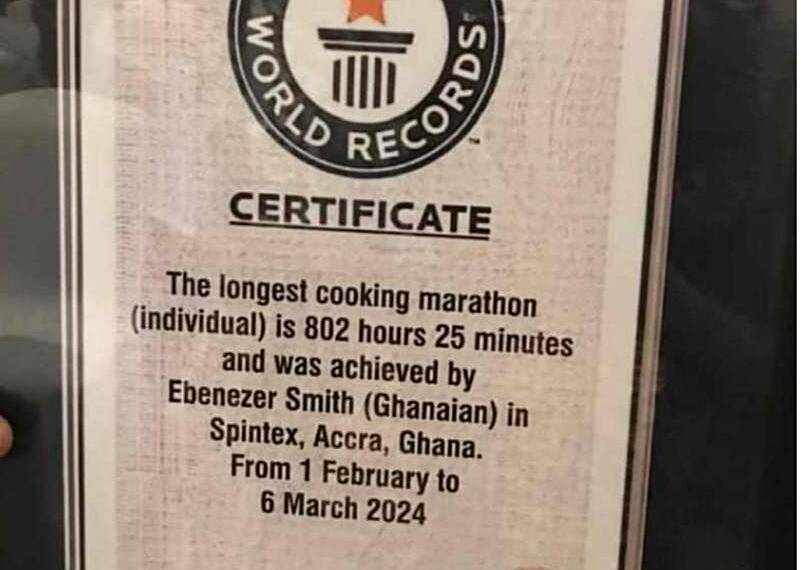 WORLD RECORDS™
CERTIFICATE
The longest cooking marathon
(individual) is 802 hours 25 minutes
and was achieved by
Ebenezer Smith (Ghanaian) in
Spintex, Accra, Ghana.
From 1 February to
6 March 2024